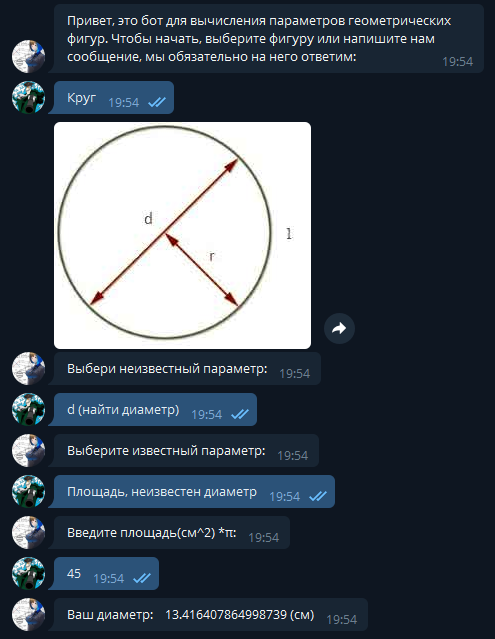 Привет, это бот для вычисления параметров геометрических
фигур. Чтобы начать, выберите фигуру или напишите нам
сообщение, мы обязательно на него ответим: 19:54
Круг 19:54
d
r
l
Выбери неизвестный параметр: 19:54
d (найти диаметр) 19:54
Выберите известный параметр: 19:54
Площадь, неизвестен диаметр 19:54
Введите площадь(см^2) *π: 19:54
45 19:54
Ваш диаметр: 13.416407864998739 (см) 19:54